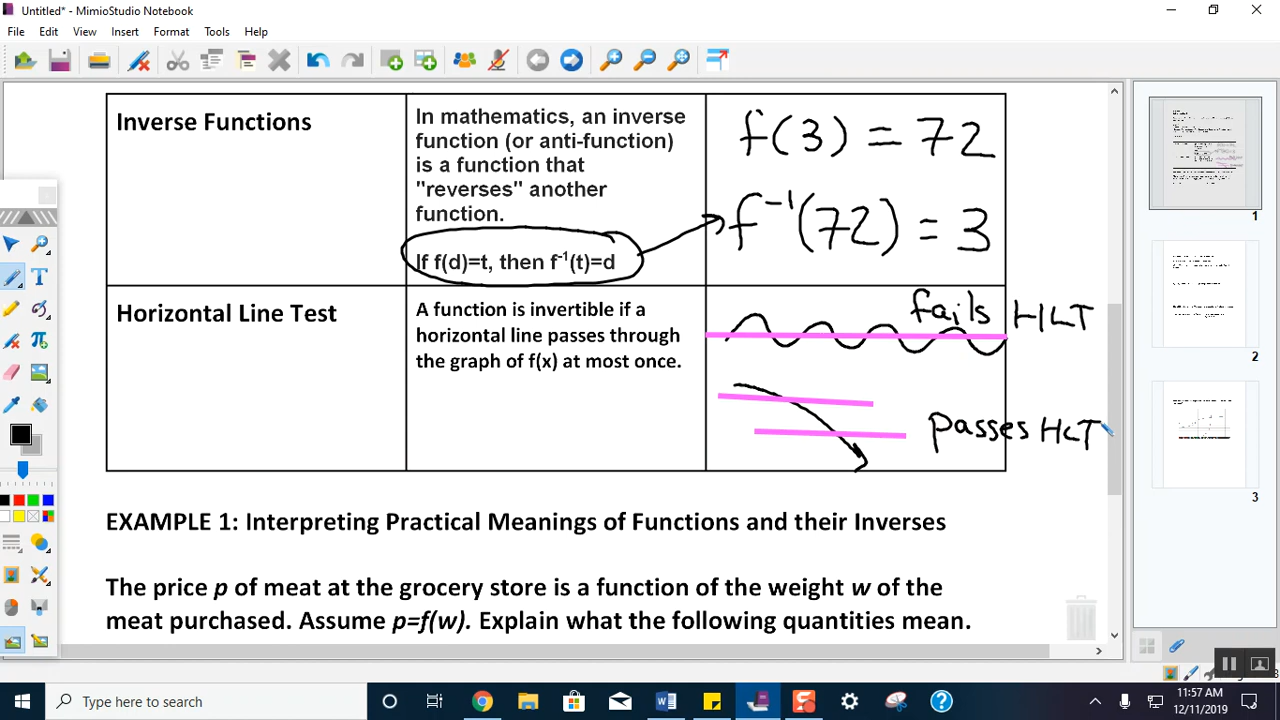 Untitled* - MimioStudio Notebook
File Edit View Insert Format Tools Help
Inverse Functions
In mathematics, an inverse
function (or anti-function)
is a function that
"reverses" another
function.
If f(d)=t, then f⁻¹(t)=d
f(3) = 72
f⁻¹(72) = 3
Horizontal Line Test
A function is invertible if a
horizontal line passes through
the graph of f(x) at most once.
fails HLT
passes HLT
EXAMPLE 1: Interpreting Practical Meanings of Functions and their Inverses
The price p of meat at the grocery store is a function of the weight w of the
meat purchased. Assume p=f(w). Explain what the following quantities mean.
1
2
3
Type here to search
11:57 AM
12/11/2019